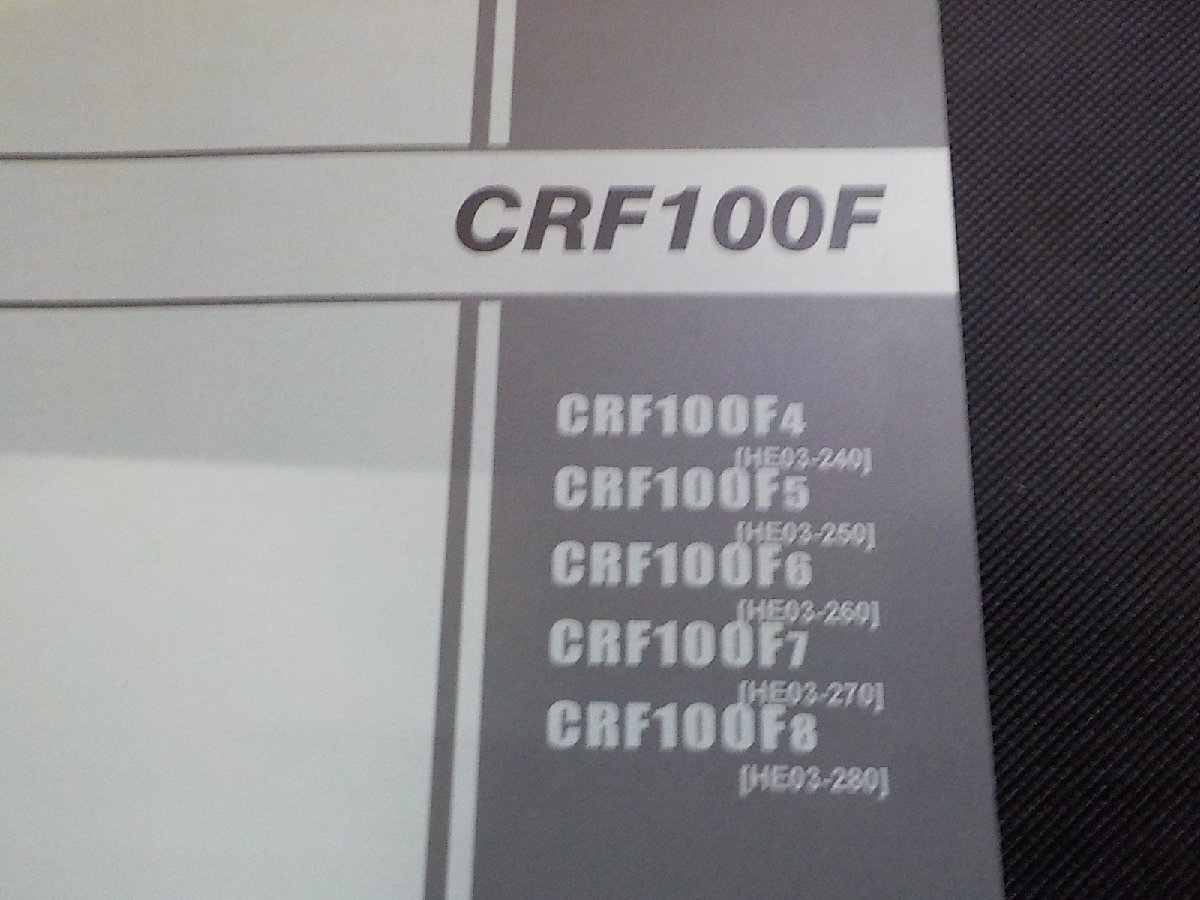 CRF100F
CRF100F4
[HE03-240]
CRF100F5
[HE03-250]
CRF100F6
[HE03-260]
CRF100F7
[HE03-270]
CRF100F8
[HE03-280]